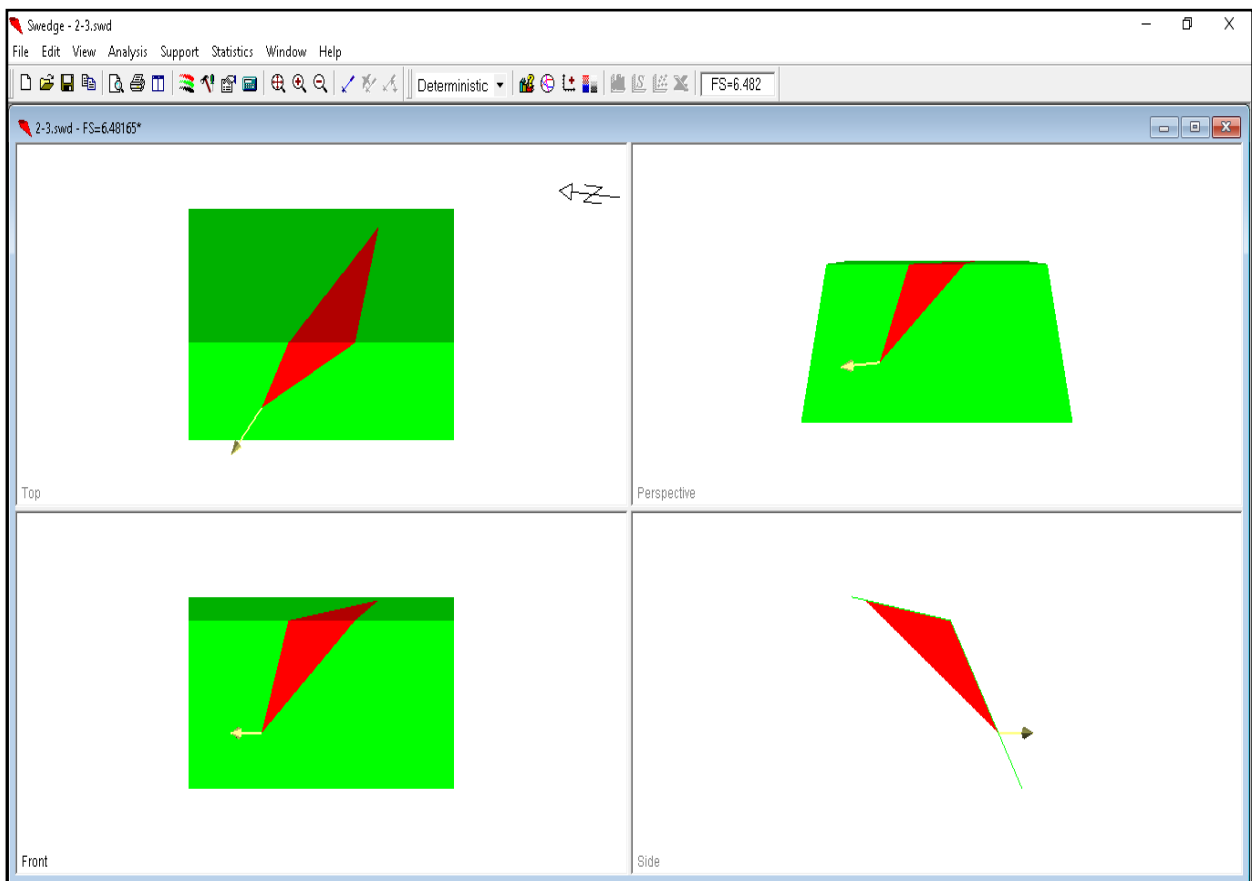 Swedge - 2-3.swd
File Edit View Analysis Support Statistics Window Help
Deterministic FS=6.482
2-3.swd - FS=6.48165*
N
Top
Perspective
Front
Side